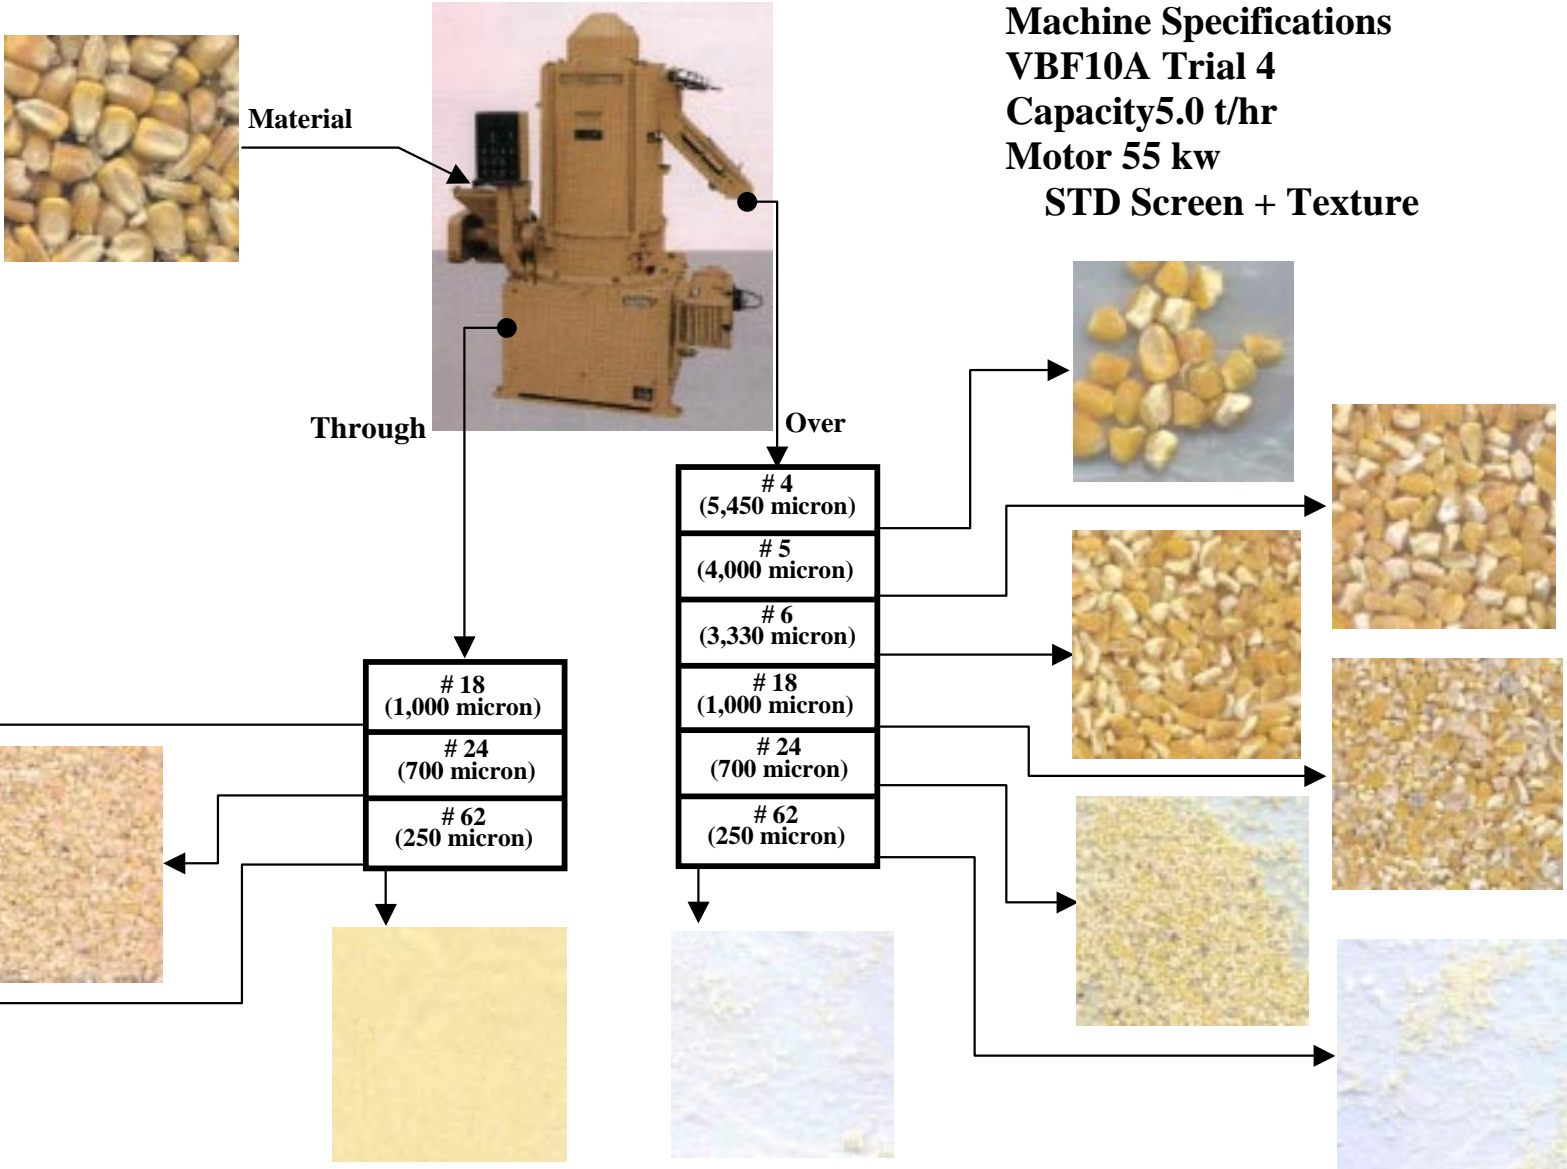 Machine Specifications
VBF10A Trial 4
Capacity5.0 t/hr
Motor 55 kw
STD Screen + Texture
Material
Through
Over
# 4
(5,450 micron)
# 5
(4,000 micron)
# 6
(3,330 micron)
# 18
(1,000 micron)
# 24
(700 micron)
# 62
(250 micron)
# 18
(1,000 micron)
# 24
(700 micron)
# 62
(250 micron)